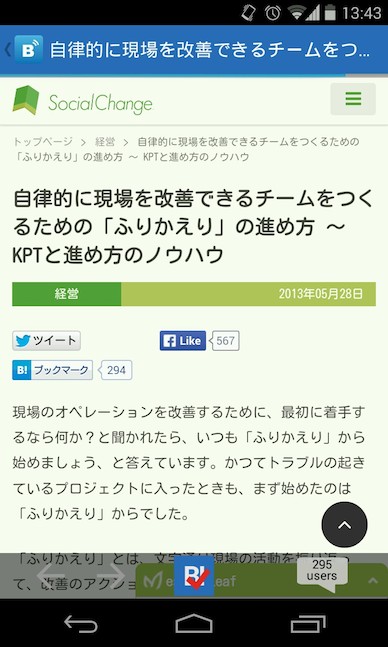 13:43
自律的に現場を改善できるチームをつ...
SocialChange
トップページ > 経営 > 自律的に現場を改善できるチームをつくるための
「ふりかえり」の進め方 〜 KPTと進め方のノウハウ
自律的に現場を改善できるチームをつく
るための「ふりかえり」の進め方 〜
KPTと進め方のノウハウ
経営 2013年05月28日
ツイート Like 567
B! ブックマーク 294
現場のオペレーションを改善するために、最初に着手す
るなら何か？と聞かれたら、いつも「ふりかえり」から
始めましょう、と答えています。かつてトラブルの起き
ているプロジェクトに入ったときも、まず始めたのは
「ふりかえり」からでした。
「ふりかえり」とは、文字通り現場の活動を振り返っ
て、改善のアクショ
B!
295
users